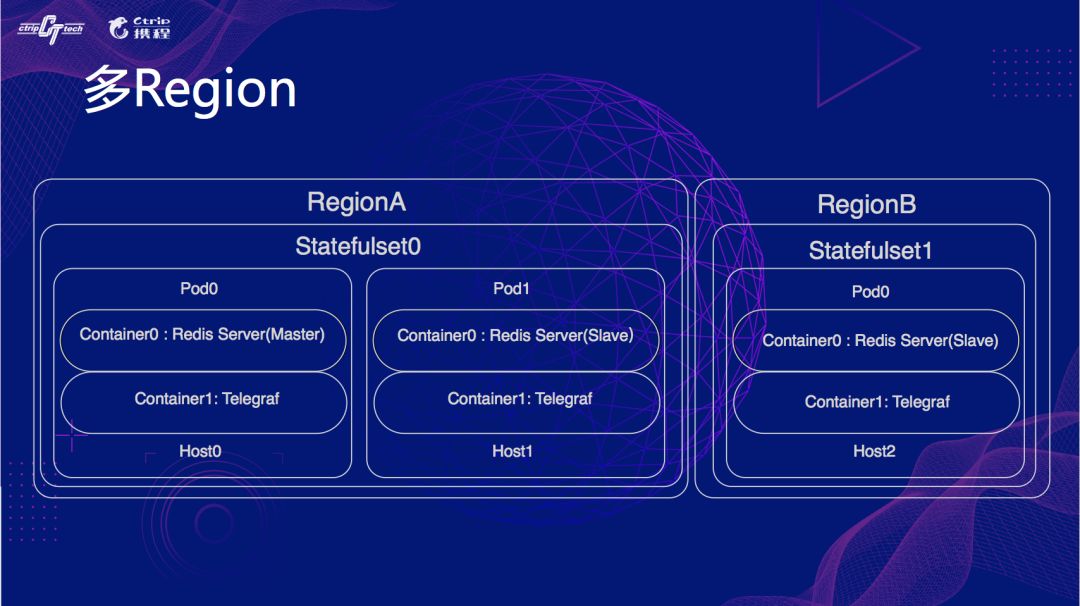 ctrip tech
Ctrip
携程
多Region
RegionA
Statefulset0
Pod0
Container0 : Redis Server(Master)
Container1: Telegraf
Host0
Pod1
Container0 : Redis Server(Slave)
Container1: Telegraf
Host1
RegionB
Statefulset1
Pod0
Container0 : Redis Server(Slave)
Container1: Telegraf
Host2